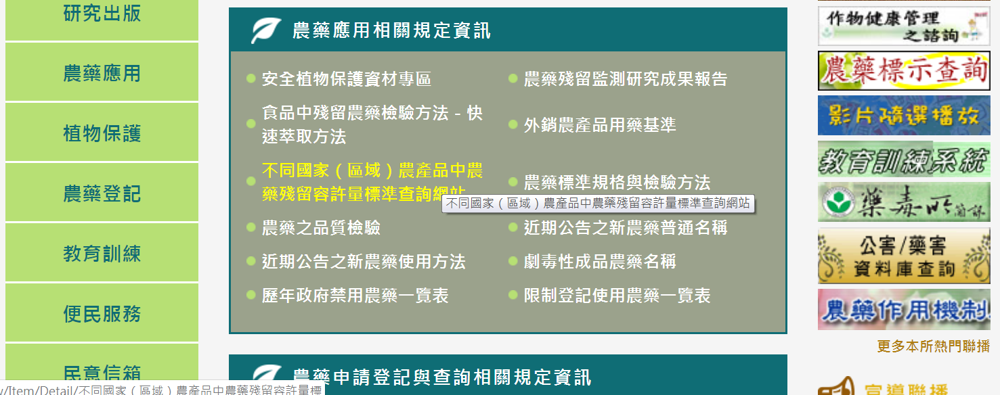 研究出版
農藥應用
植物保護
農藥登記
教育訓練
便民服務
民意信箱
/Item/Detail/不同國家（區域）農產品中農藥殘留容許量標
農藥應用相關規定資訊
安全植物保護資材專區
農藥殘留監測研究成果報告
食品中殘留農藥檢驗方法－快
速萃取方法
外銷農產品用藥基準
不同國家（區域）農產品中農
藥殘留容許量標準查詢網站
農藥標準規格與檢驗方法
不同國家（區域）農產品中農藥殘留容許量標準查詢網站
農藥之品質檢驗
近期公告之新農藥普通名稱
近期公告之新農藥使用方法
劇毒性成品農藥名稱
歷年政府禁用農藥一覽表
限制登記使用農藥一覽表
農藥申請登記與查詢相關規定資訊
作物健康管理
之諮詢
農藥標示查詢
影片隨選播放
教育訓練系統
藥毒所簡訊
公害/藥害
資料庫查詢
農藥作用機制
更多本所熱門聯播
宣導聯播